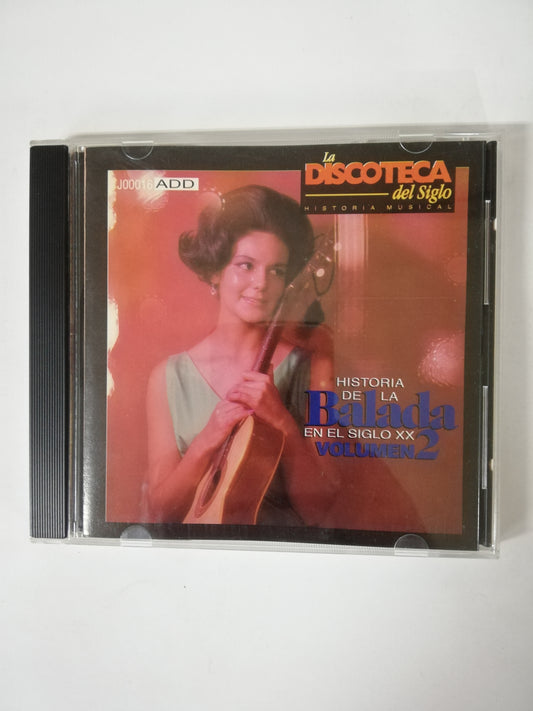 J00016 ADD
La
DISCOTECA
del Siglo
HISTORIA MUSICAL
HISTORIA
DE LA
Balada
EN EL SIGLO XX
VOLUMEN 2